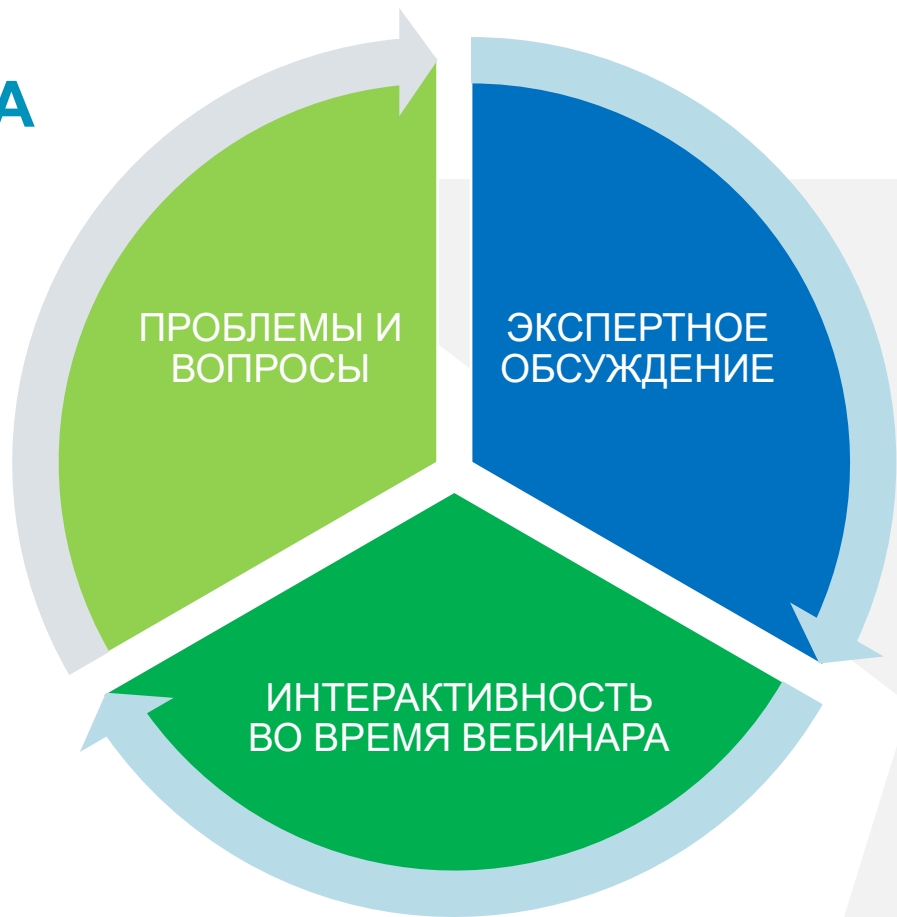 А
ПРОБЛЕМЫ И
ВОПРОСЫ
ЭКСПЕРТНОЕ
ОБСУЖДЕНИЕ
ИНТЕРАКТИВНОСТЬ
ВО ВРЕМЯ ВЕБИНАРА